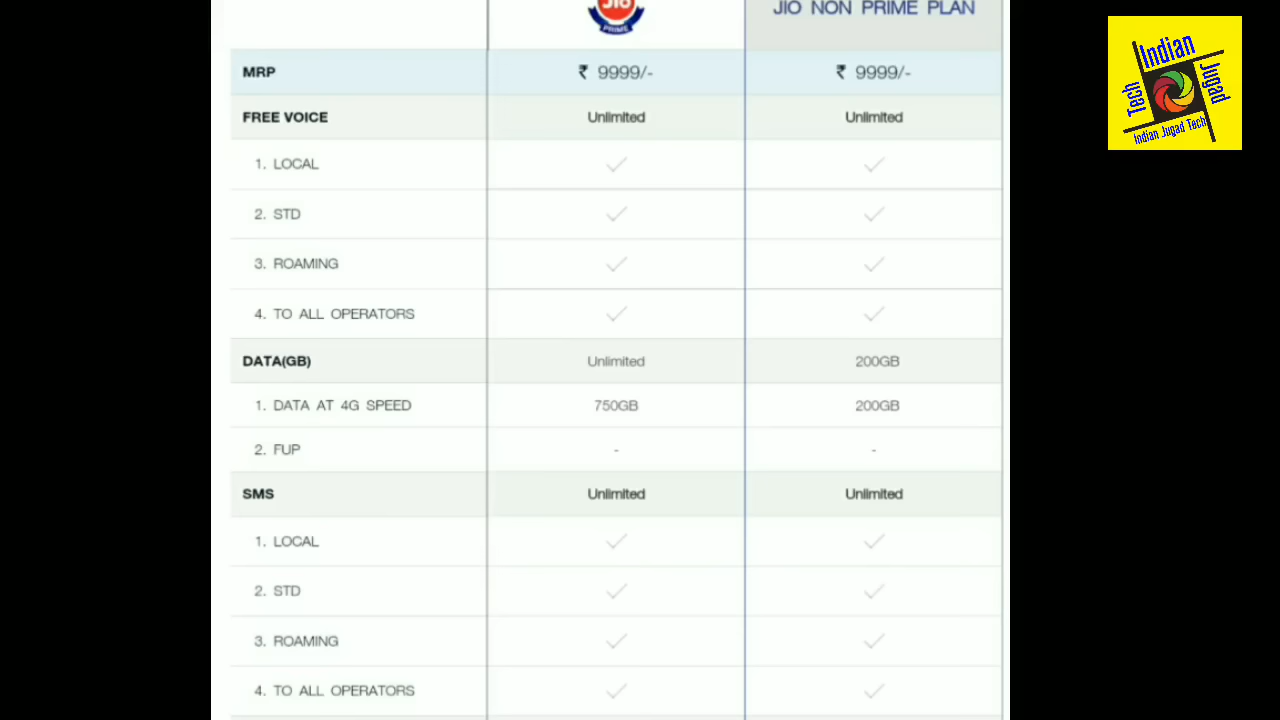 Jio
PRIME
JIO NON PRIME PLAN
MRP ₹ 9999/- ₹ 9999/-
FREE VOICE Unlimited Unlimited
1. LOCAL
2. STD
3. ROAMING
4. TO ALL OPERATORS
DATA(GB) Unlimited 200GB
1. DATA AT 4G SPEED 750GB 200GB
2. FUP - -
SMS Unlimited Unlimited
1. LOCAL
2. STD
3. ROAMING
4. TO ALL OPERATORS
Indian
Jugad
Tech
Indian Jugad Tech